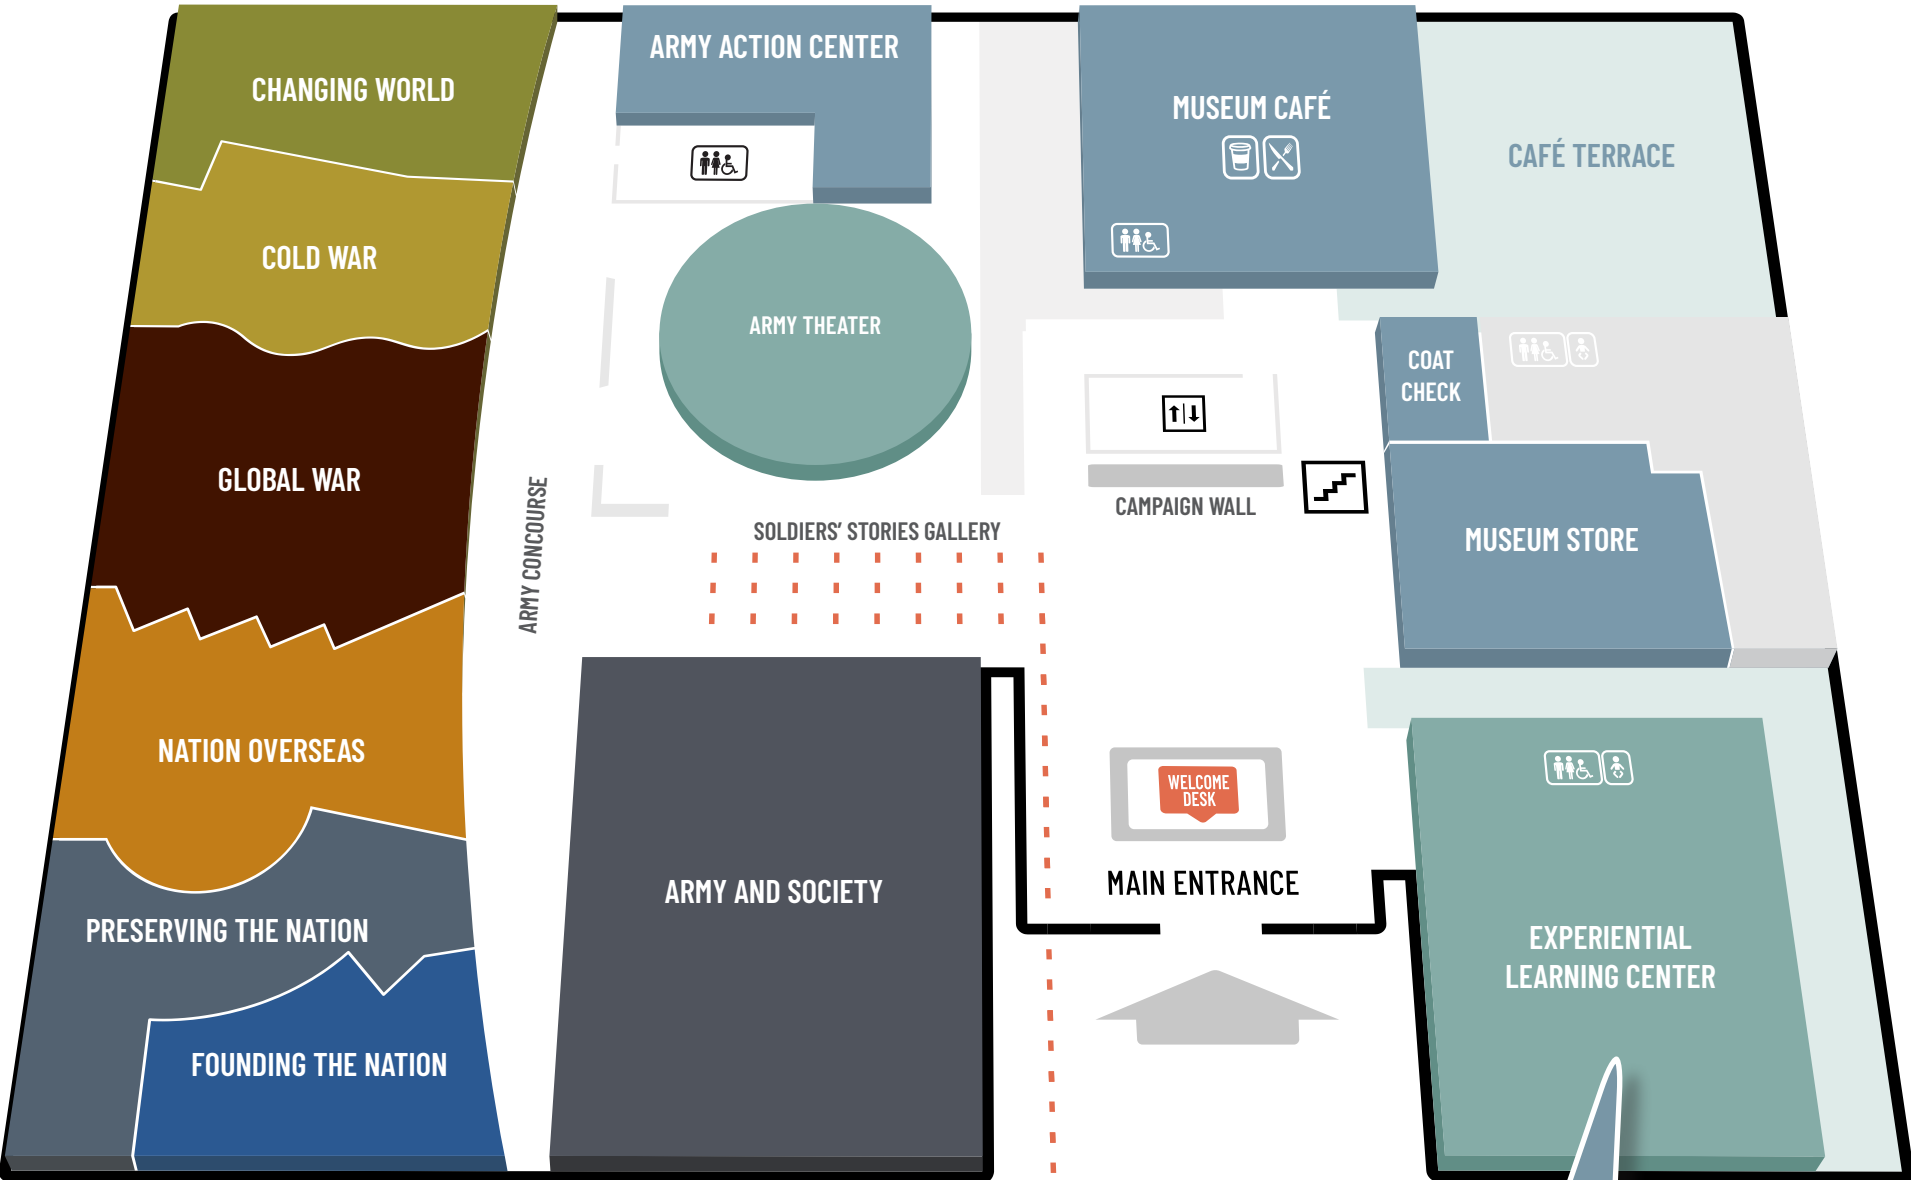 ARMY ACTION CENTER
CHANGING WORLD
MUSEUM CAFÉ
CAFÉ TERRACE
COLD WAR
ARMY THEATER
COAT
CHECK
GLOBAL WAR
ARMY CONCOURSE
CAMPAIGN WALL
SOLDIERS' STORIES GALLERY
MUSEUM STORE
NATION OVERSEAS
WELCOME
DESK
MAIN ENTRANCE
ARMY AND SOCIETY
PRESERVING THE NATION
EXPERIENTIAL
LEARNING CENTER
FOUNDING THE NATION